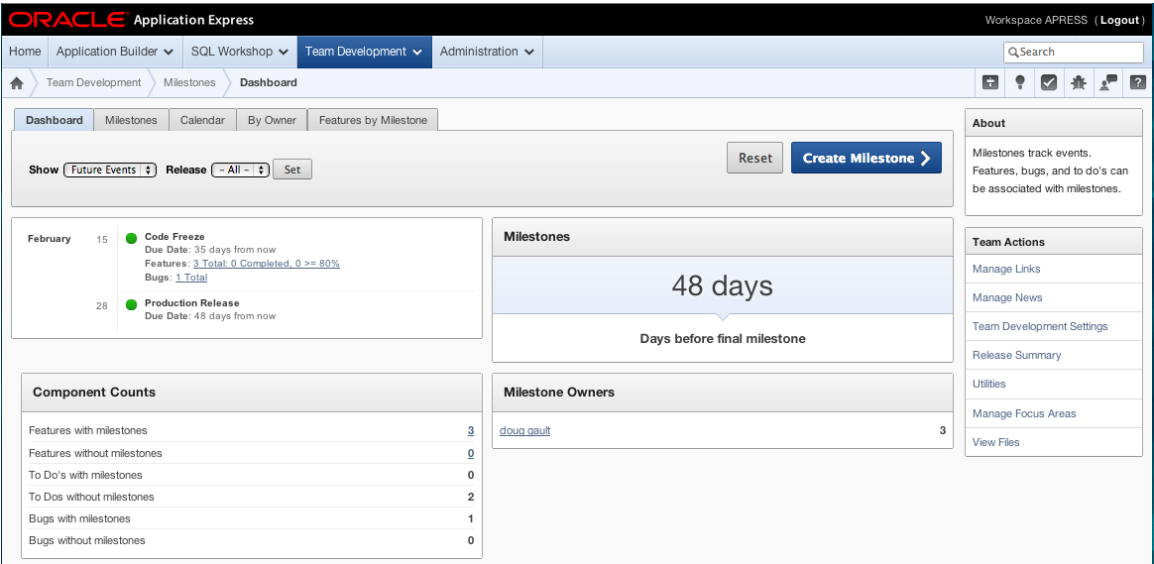 ORACLE Application Express
Workspace APRESS (Logout)
Home Application Builder SQL Workshop Team Development Administration
Search
Team Development Milestones Dashboard
Dashboard Milestones Calendar By Owner Features by Milestone
Show Future Events Release - All - Set
Reset Create Milestone
About
Milestones track events.
Features, bugs, and to do's can
be associated with milestones.
February 15 Code Freeze
Due Date: 35 days from now
Features: 3 Total: 0 Completed, 0 >= 80%
Bugs: 1 Total
28 Production Release
Due Date: 48 days from now
Milestones
48 days
Days before final milestone
Component Counts
Features with milestones 3
Features without milestones 0
To Do's with milestones 0
To Dos without milestones 2
Bugs with milestones 1
Bugs without milestones 0
Milestone Owners
doug gault 3
Team Actions
Manage Links
Manage News
Team Development Settings
Release Summary
Utilities
Manage Focus Areas
View Files